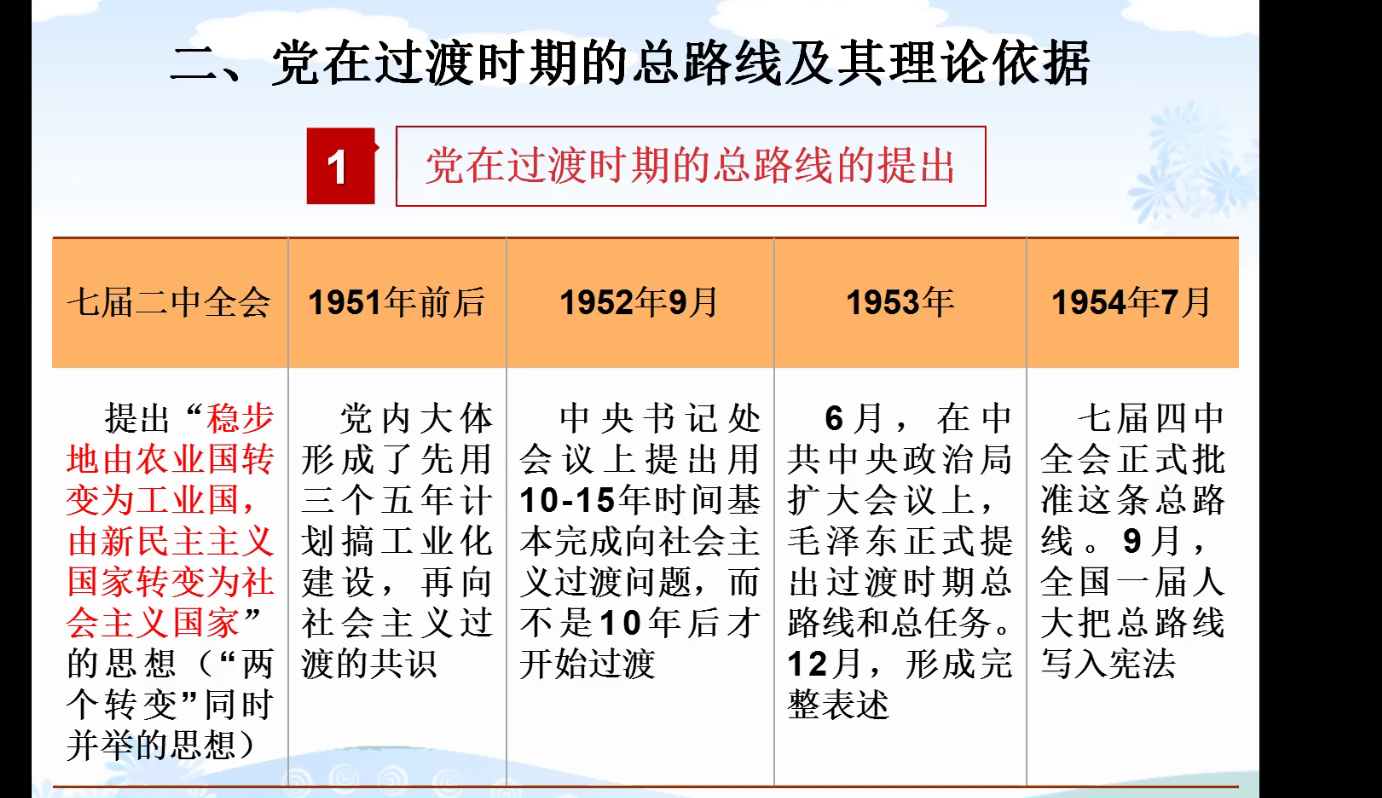 二、党在过渡时期的总路线及其理论依据
1
党在过渡时期的总路线的提出
七届二中全会
1951年前后
1952年9月
1953年
1954年7月
提出“稳步
地由农业国转
变为工业国，
由新民主主义
国家转变为社
会主义国家”
的思想（“两
个转变”同时
并举的思想）
党内大体
形成了先用
三个五年计
划搞工业化
建设，再向
社会主义过
渡的共识
中央书记处
会议上提出用
10-15年时间基
本完成向社会主
义过渡问题，而
不是10年后才
开始过渡
6月，在中
共中央政治局
扩大会议上，
毛泽东正式提
出过渡时期总
路线和总任务。
12月，形成完
整表述
七届四中
全会正式批
准这条总路
线。9月，
全国一届人
大把总路线
写入宪法